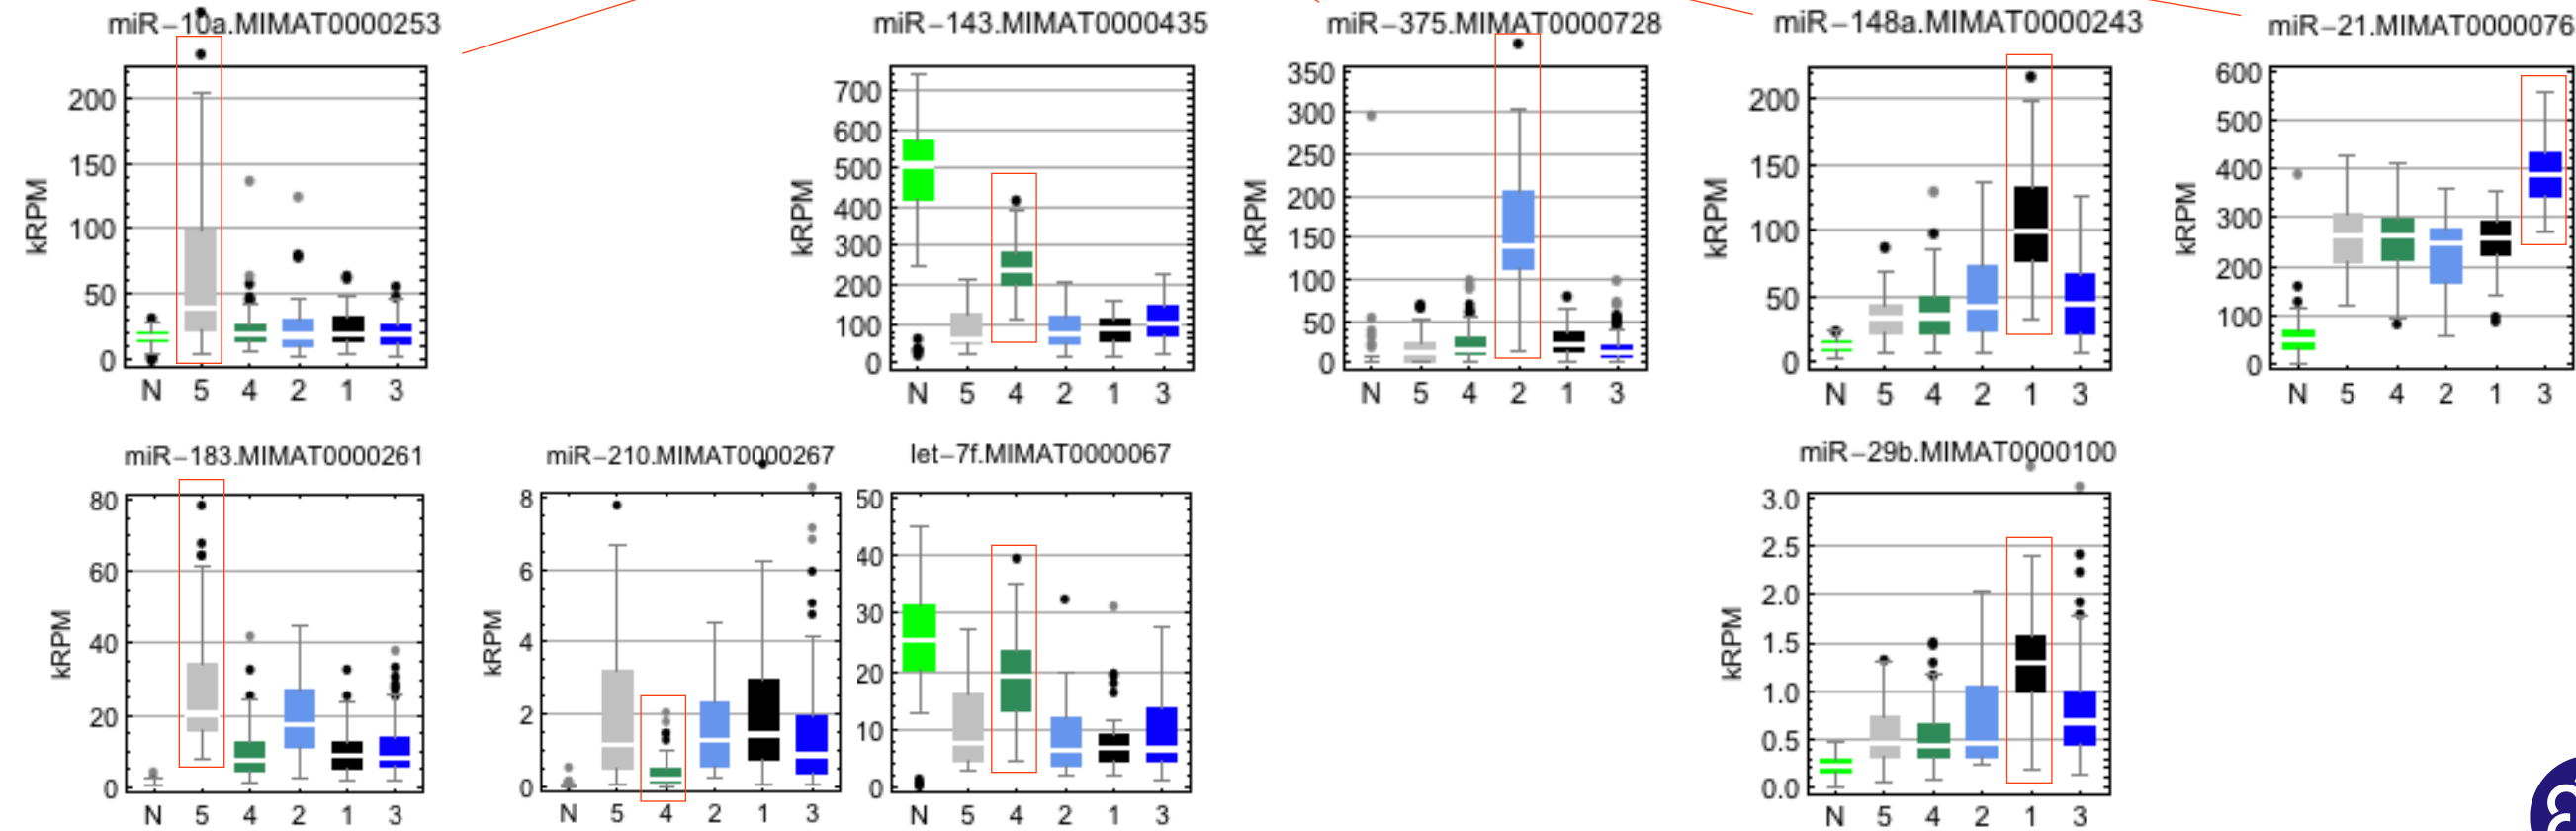 miR−10a.MIMAT0000253
kRPM
200
150
100
50
0
N 5 4 2 1 3
miR−143.MIMAT0000435
kRPM
700
600
500
400
300
200
100
0
N 5 4 2 1 3
miR−375.MIMAT0000728
kRPM
350
300
250
200
150
100
50
0
N 5 4 2 1 3
miR−148a.MIMAT0000243
kRPM
200
150
100
50
0
N 5 4 2 1 3
miR−21.MIMAT0000076
kRPM
600
500
400
300
200
100
0
N 5 4 2 1 3
miR−183.MIMAT0000261
kRPM
80
60
40
20
0
N 5 4 2 1 3
miR−210.MIMAT0000267
kRPM
8
6
4
2
0
N 5 4 2 1 3
let−7f.MIMAT0000067
50
40
30
20
10
0
N 5 4 2 1 3
miR−29b.MIMAT0000100
kRPM
3.0
2.5
2.0
1.5
1.0
0.5
0.0
N 5 4 2 1 3